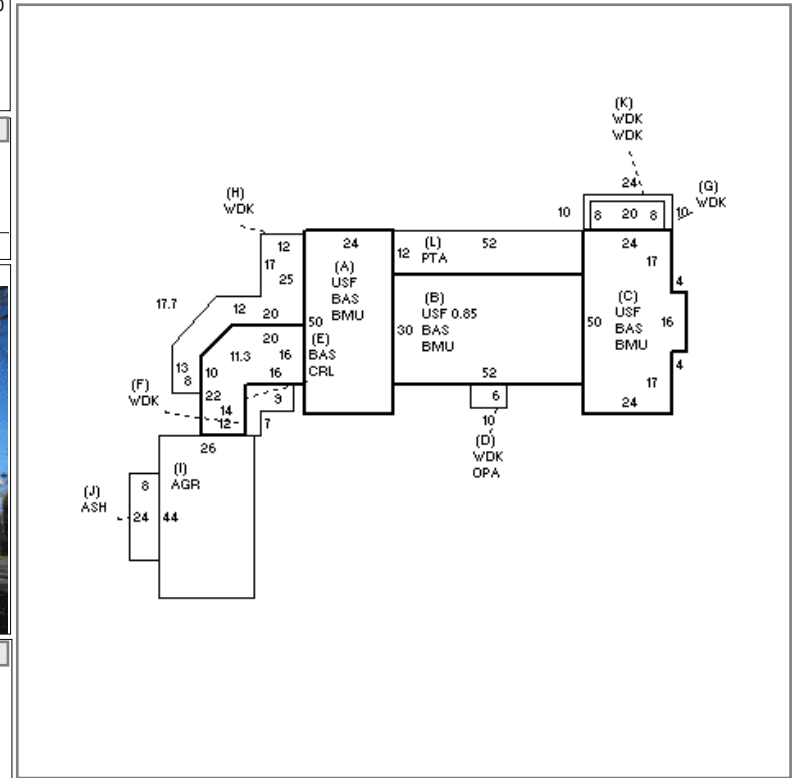 (K)
WDK
WDK
24
(H)
WDK
(G)
WDK
10
8 20 8
10
12
24
12
(L)
PTA
52
24
17
17
25
(A)
USF
BAS
BMU
4
17.7
12
20
50
(B)
USF 0.85
BAS
BMU
30
(C)
USF
BAS
BMU
50
16
(E)
BAS
CRL
20
11.3
16
16
13
8
10
52
4
17
(F)
WDK
22
14
12
9
7
6
24
10
(D)
WDK
OPA
26
(I)
AGR
8
(J)
ASH
24
44